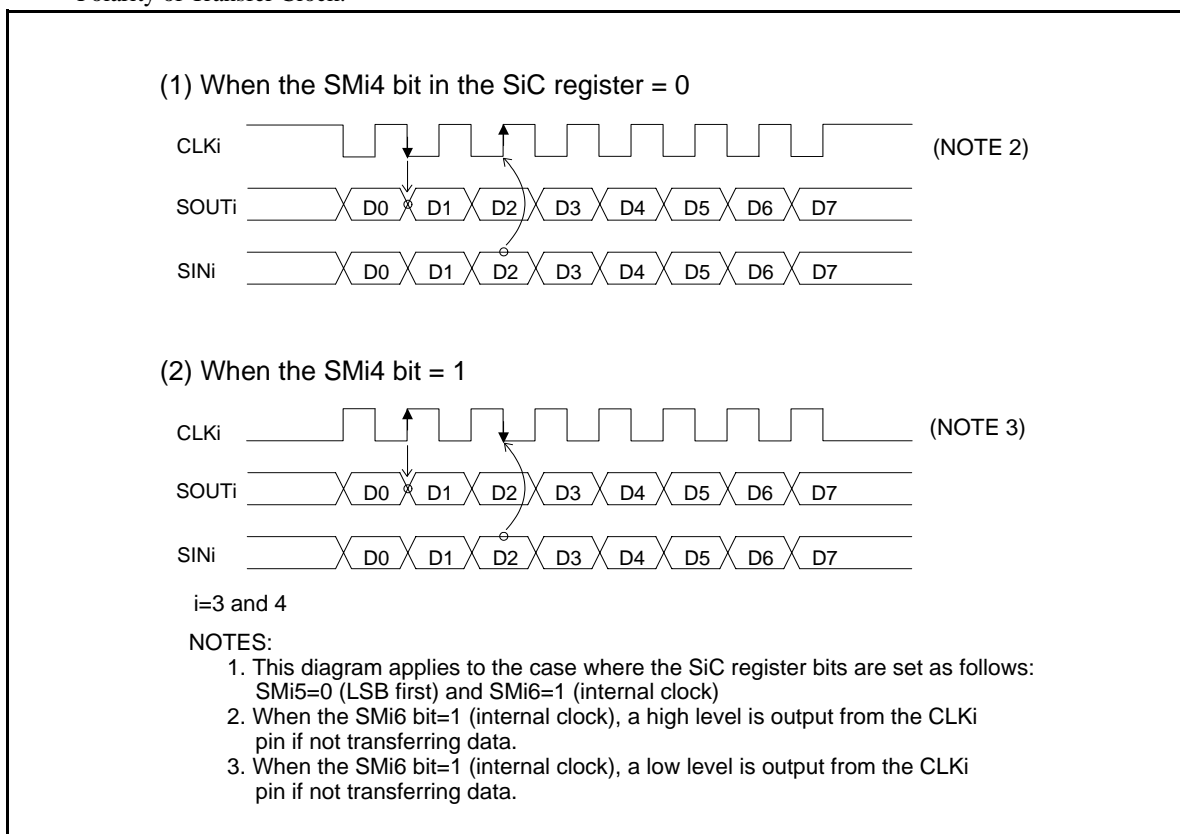 Polarity of Transfer Clock.
(1) When the SMi4 bit in the SiC register = 0
CLKi
(NOTE 2)
SOUTi
D0 D1 D2 D3 D4 D5 D6 D7
SINi
D0 D1 D2 D3 D4 D5 D6 D7
(2) When the SMi4 bit = 1
CLKi
(NOTE 3)
SOUTi
D0 D1 D2 D3 D4 D5 D6 D7
SINi
D0 D1 D2 D3 D4 D5 D6 D7
i=3 and 4
NOTES:
1. This diagram applies to the case where the SiC register bits are set as follows:
SMi5=0 (LSB first) and SMi6=1 (internal clock)
2. When the SMi6 bit=1 (internal clock), a high level is output from the CLKi
pin if not transferring data.
3. When the SMi6 bit=1 (internal clock), a low level is output from the CLKi
pin if not transferring data.